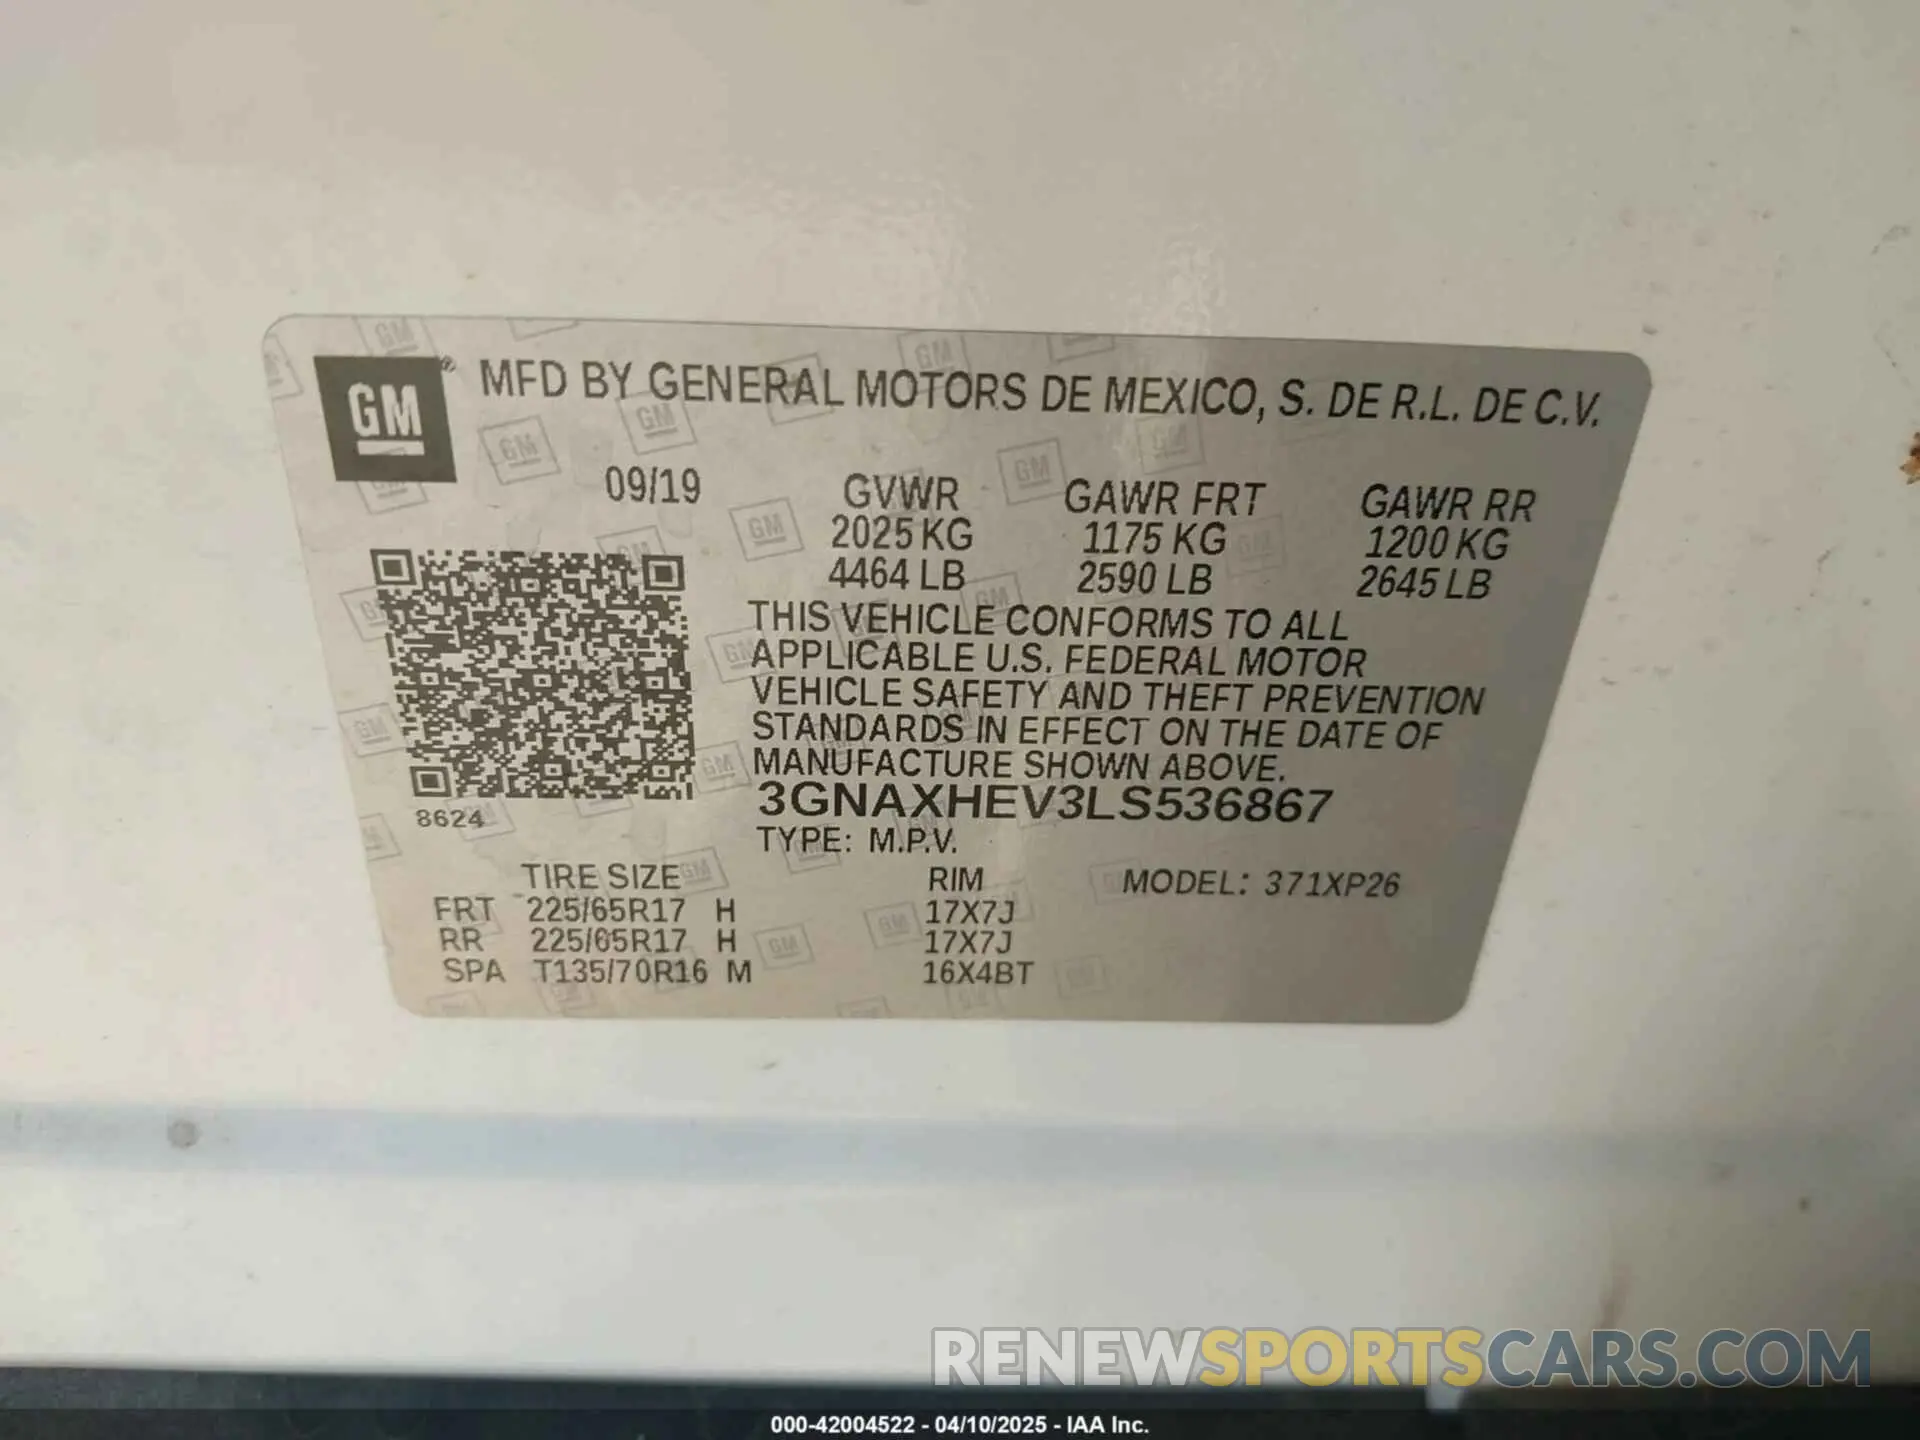 GM® MFD BY GENERAL MOTORS DE MEXICO, S. DE R.L. DE C.V.
09/19 GVWR GAWR FRT GAWR RR
2025 KG 1175 KG 1200 KG
4464 LB 2590 LB 2645 LB
THIS VEHICLE CONFORMS TO ALL
APPLICABLE U.S. FEDERAL MOTOR
VEHICLE SAFETY AND THEFT PREVENTION
STANDARDS IN EFFECT ON THE DATE OF
MANUFACTURE SHOWN ABOVE.
3GNAXHEV3LS536867
8624
TYPE: M.P.V.
TIRE SIZE RIM MODEL: 371XP26
FRT 225/65R17 H 17X7J
RR 225/65R17 H 17X7J
SPA T135/70R16 M 16X4BT
RENEWSPORTSCARS.COM
000-42004522 - 04/10/2025 - IAA Inc.